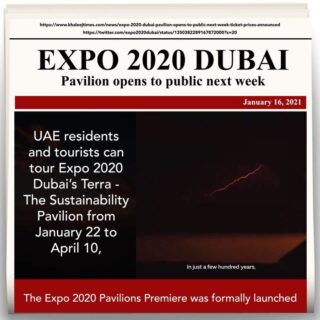 https://www.khaleejtimes.com/news/expo-2020-dubai-pavilion-opens-to-public-next-week-ticket-prices-announced
https://twitter.com/expo2020dubai/status/1350382289167872000?s=20
EXPO 2020 DUBAI
Pavilion opens to public next week
January 16, 2021
UAE residents
and tourists can
tour Expo 2020
Dubai's Terra -
The Sustainability
Pavilion from
January 22 to
April 10,
In just a few hundred years,
The Expo 2020 Pavilions Premiere was formally launched